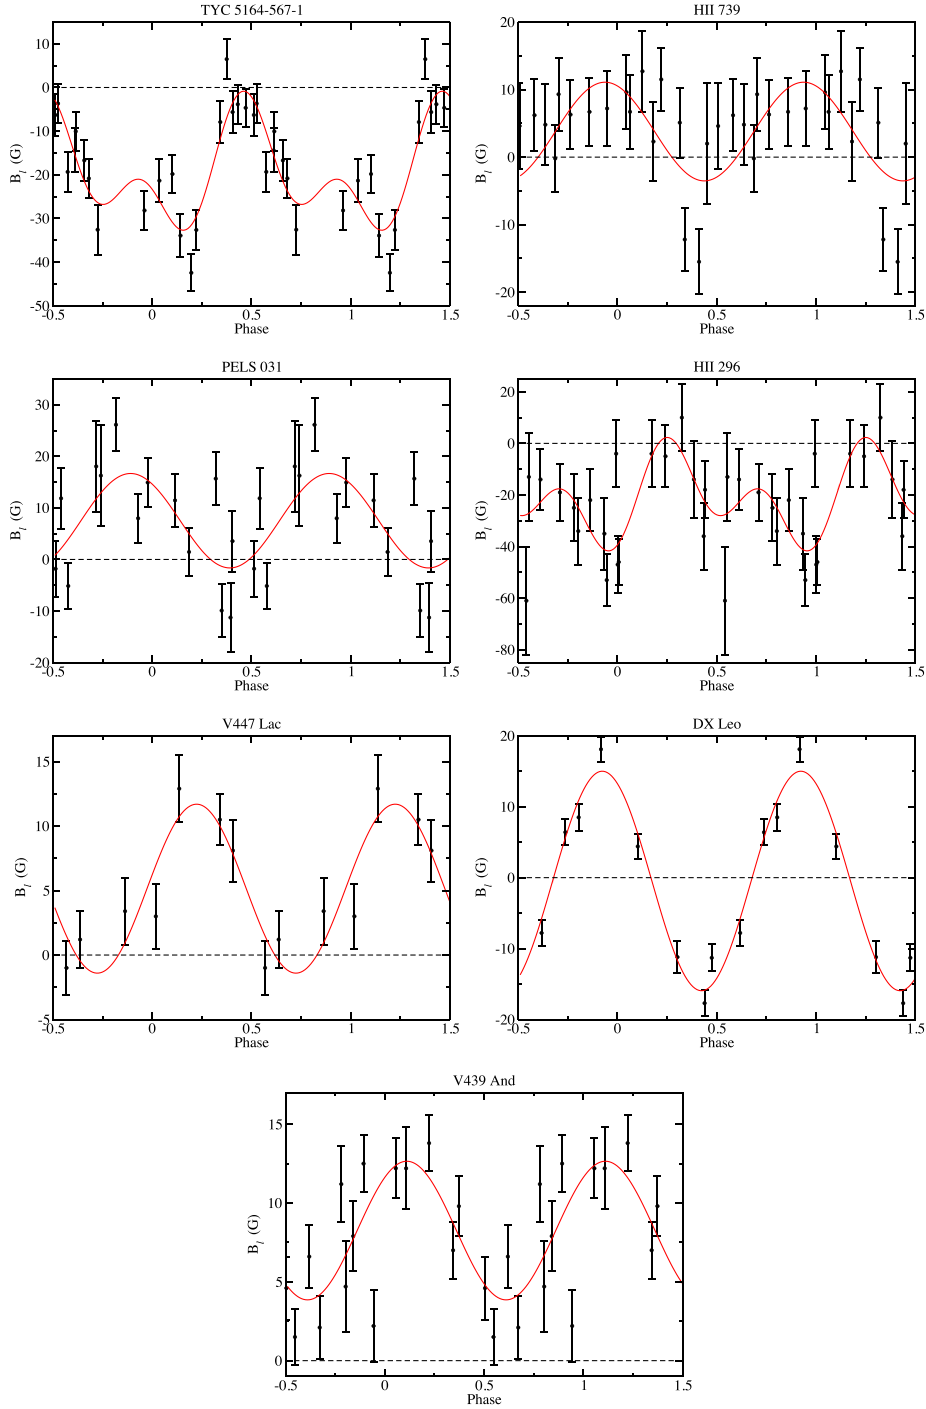 TYC 5164-567-1
10
0
-10
-20
-30
-40
-50
B_l (G)
-0.5 0 0.5 1 1.5
Phase
HII 739
20
10
0
-10
-20
B_l (G)
-0.5 0 0.5 1 1.5
Phase
PELS 031
30
20
10
0
-10
-20
B_l (G)
-0.5 0 0.5 1 1.5
Phase
HII 296
20
0
-20
-40
-60
-80
B_l (G)
-0.5 0 0.5 1 1.5
Phase
V447 Lac
15
10
5
0
-5
B_l (G)
-0.5 0 0.5 1 1.5
Phase
DX Leo
20
10
0
-10
-20
B_l (G)
-0.5 0 0.5 1 1.5
Phase
V439 And
15
10
5
0
B_l (G)
-0.5 0 0.5 1 1.5
Phase